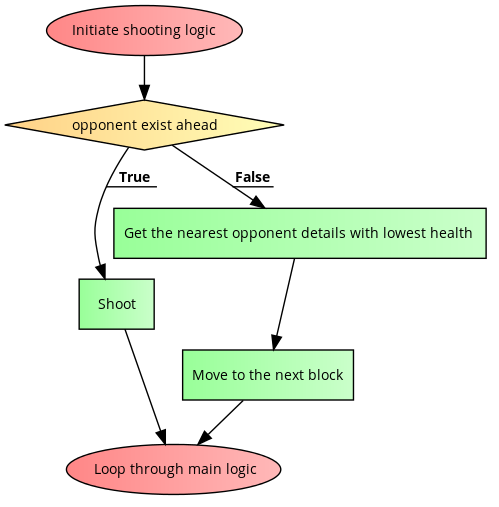 Initiate shooting logic
opponent exist ahead
True
False
Get the nearest opponent details with lowest health
Shoot
Move to the next block
Loop through main logic